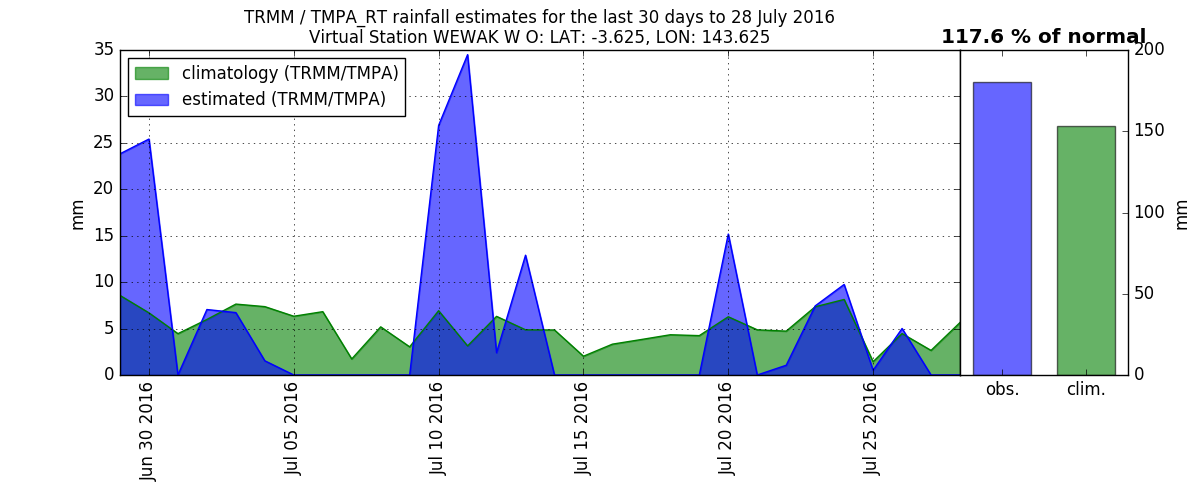 TRMM / TMPA_RT rainfall estimates for the last 30 days to 28 July 2016
Virtual Station WEWAK W O: LAT: -3.625, LON: 143.625
117.6 % of normal
climatology (TRMM/TMPA)
estimated (TRMM/TMPA)
35
30
25
20
15
10
5
0
mm
Jun 30 2016
Jul 05 2016
Jul 10 2016
Jul 15 2016
Jul 20 2016
Jul 25 2016
200
150
100
50
0
mm
obs.
clim.